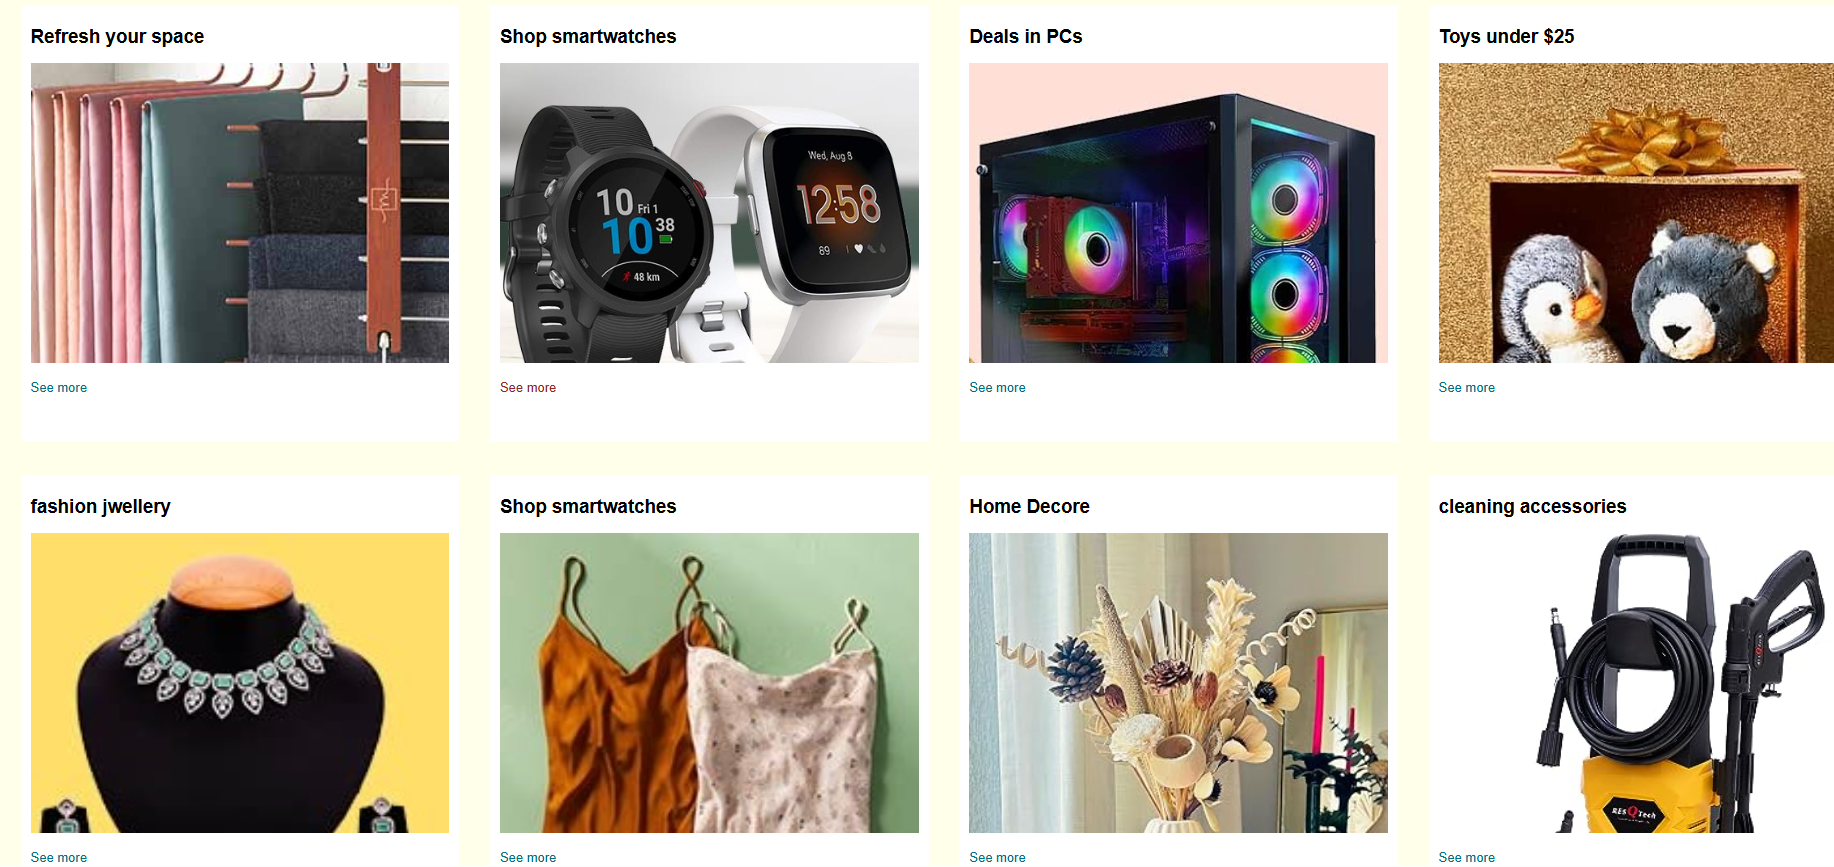 Refresh your space
Shop smartwatches
Deals in PCs
Toys under $25
10 Fri 1
10 38
48 km
Wed, Aug 8
12:58
69
See more
See more
See more
See more
fashion jwellery
Shop smartwatches
Home Decore
cleaning accessories
RESQTech
See more
See more
See more
See more